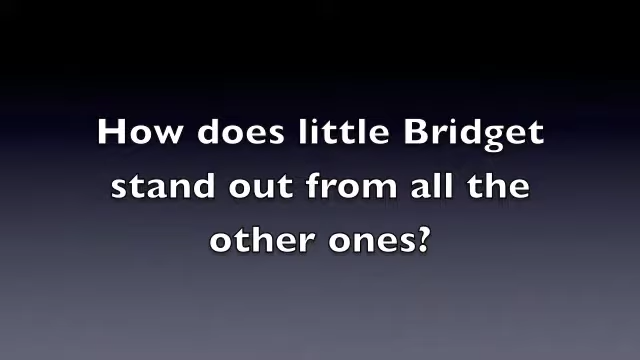 How does little Bridget
stand out from all the
other ones?